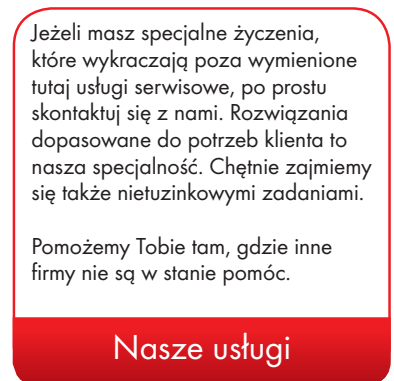 Jeżeli masz specjalne życzenia,
które wykraczają poza wymienione
tutaj usługi serwisowe, po prostu
skontaktuj się z nami. Rozwiązania
dopasowane do potrzeb klienta to
nasza specjalność. Chętnie zajmiemy
się także nietuzinkowymi zadaniami.
Pomożemy Tobie tam, gdzie inne
firmy nie są w stanie pomóc.
Nasze usługi